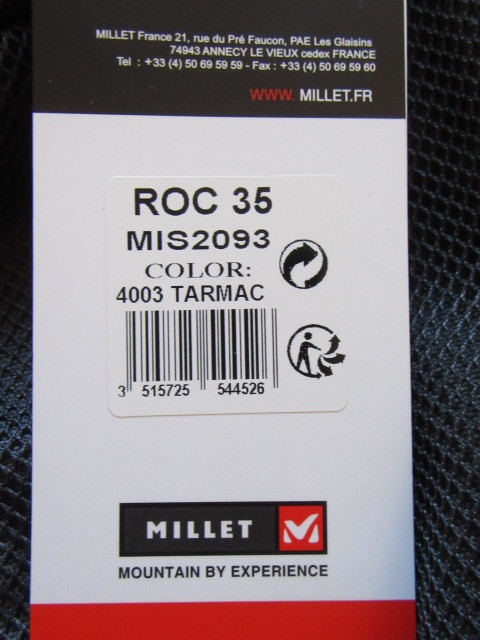 MILLET France 21, rue du Pré Faucon, PAE Les Glaisins
74943 ANNECY LE VIEUX cedex FRANCE
Tel : +33 (4) 50 69 59 59 - Fax : +33 (4) 50 69 59 60
WWW. MILLET.FR
ROC 35
MIS2093
COLOR:
4003 TARMAC
3 515725 544526
MILLET
MOUNTAIN BY EXPERIENCE